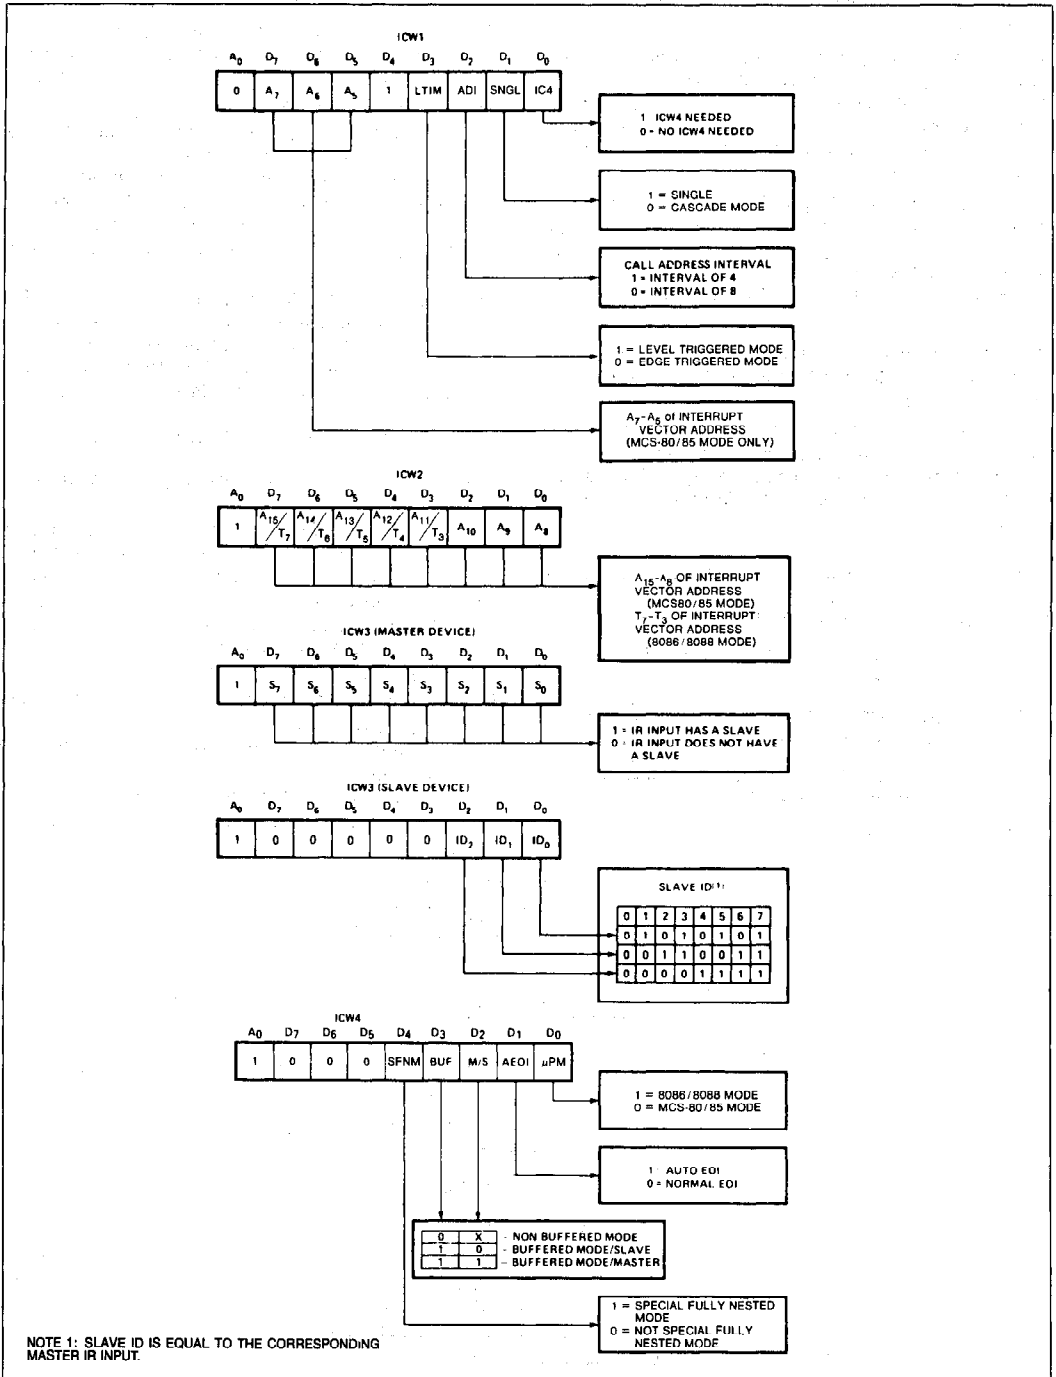 ICW1
A0 D7 D6 D5 D4 D3 D2 D1 D0
0 A7 A6 A5 1 LTIM ADI SNGL IC4
1 ICW4 NEEDED
0 = NO ICW4 NEEDED
1 = SINGLE
0 = CASCADE MODE
CALL ADDRESS INTERVAL
1 = INTERVAL OF 4
0 = INTERVAL OF 8
1 = LEVEL TRIGGERED MODE
0 = EDGE TRIGGERED MODE
A7-A5 of INTERRUPT
VECTOR ADDRESS
(MCS-80/85 MODE ONLY)
ICW2
A0 D7 D6 D5 D4 D3 D2 D1 D0
1 A15/T7 A14/T6 A13/T5 A12/T4 A11/T3 A10 A9 A8
A15-A8 OF INTERRUPT
VECTOR ADDRESS
(MCS80/85 MODE)
T7-T3 OF INTERRUPT
VECTOR ADDRESS
(8086/8088 MODE)
ICW3 (MASTER DEVICE)
A0 D7 D6 D5 D4 D3 D2 D1 D0
1 S7 S6 S5 S4 S3 S2 S1 S0
1 = IR INPUT HAS A SLAVE
0 = IR INPUT DOES NOT HAVE
A SLAVE
ICW3 (SLAVE DEVICE)
A0 D7 D6 D5 D4 D3 D2 D1 D0
1 0 0 0 0 0 ID2 ID1 ID0
SLAVE ID(1)
0 1 2 3 4 5 6 7
0 1 0 1 0 1 0 1
0 0 1 1 0 0 1 1
0 0 0 0 1 1 1 1
ICW4
A0 D7 D6 D5 D4 D3 D2 D1 D0
1 0 0 0 SFNM BUF M/S AEOI μPM
1 = 8086/8088 MODE
0 = MCS-80/85 MODE
1 AUTO EOI
0 = NORMAL EOI
0 X - NON BUFFERED MODE
1 0 - BUFFERED MODE/SLAVE
1 1 - BUFFERED MODE/MASTER
1 = SPECIAL FULLY NESTED
MODE
0 = NOT SPECIAL FULLY
NESTED MODE
NOTE 1: SLAVE ID IS EQUAL TO THE CORRESPONDING
MASTER IR INPUT.